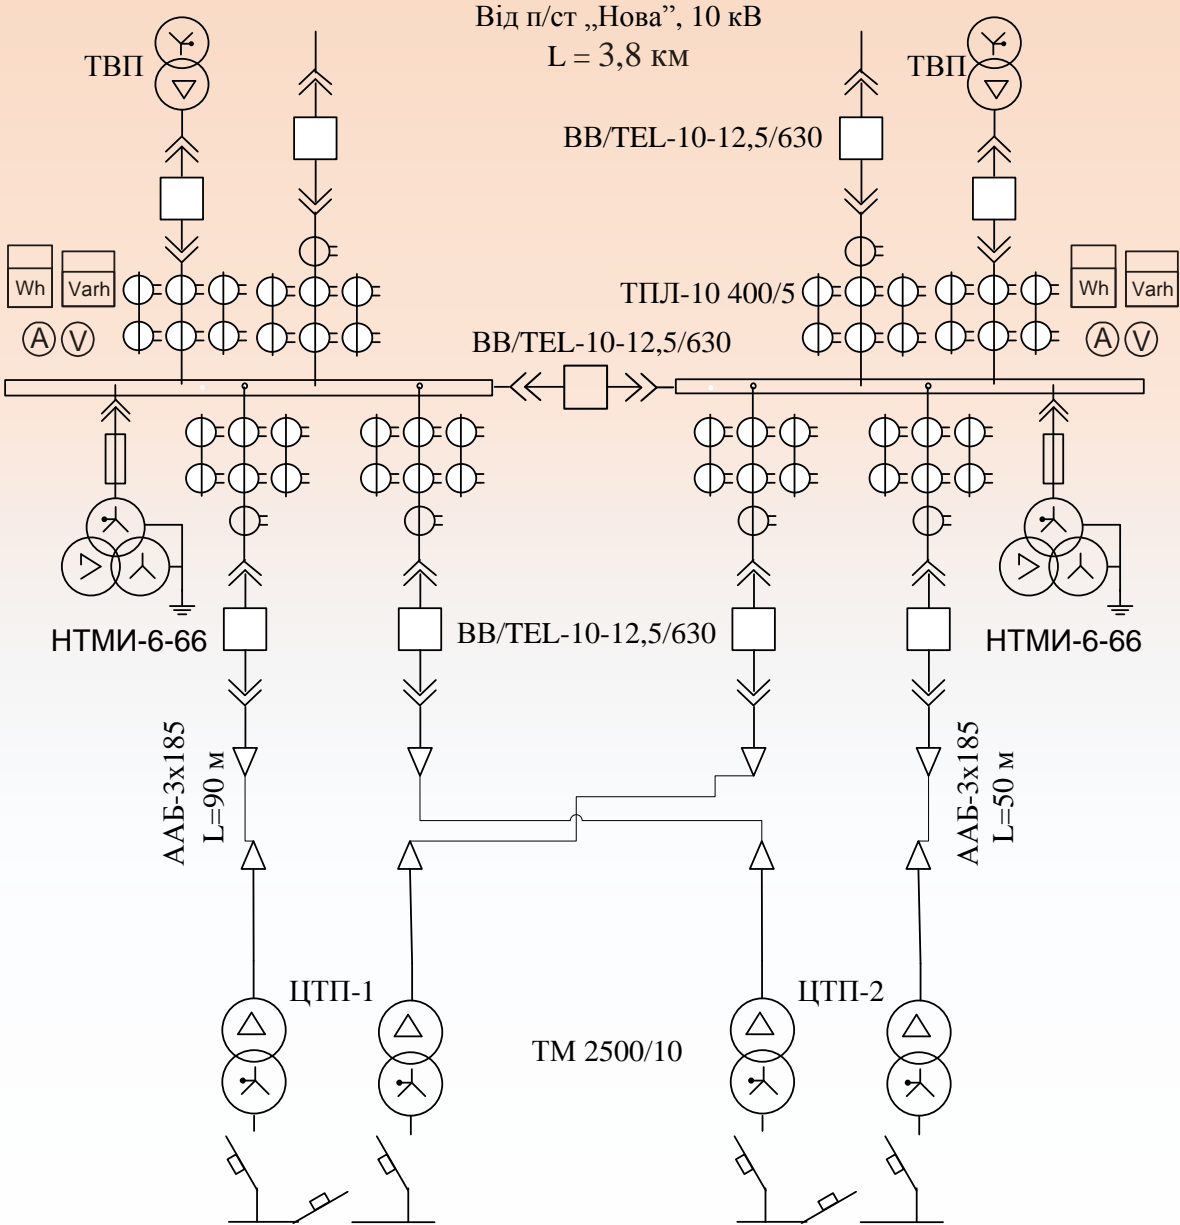 Від п/ст „Нова”, 10 кВ
L = 3,8 км
ТВП
ТВП
ВВ/TEL-10-12,5/630
Wh
Varh
ТПЛ-10 400/5
Wh
Varh
A
V
ВВ/TEL-10-12,5/630
A
V
НТМИ-6-66
ВВ/TEL-10-12,5/630
НТМИ-6-66
ААБ-3х185
L=90 м
ААБ-3х185
L=50 м
ЦТП-1
ЦТП-2
ТМ 2500/10